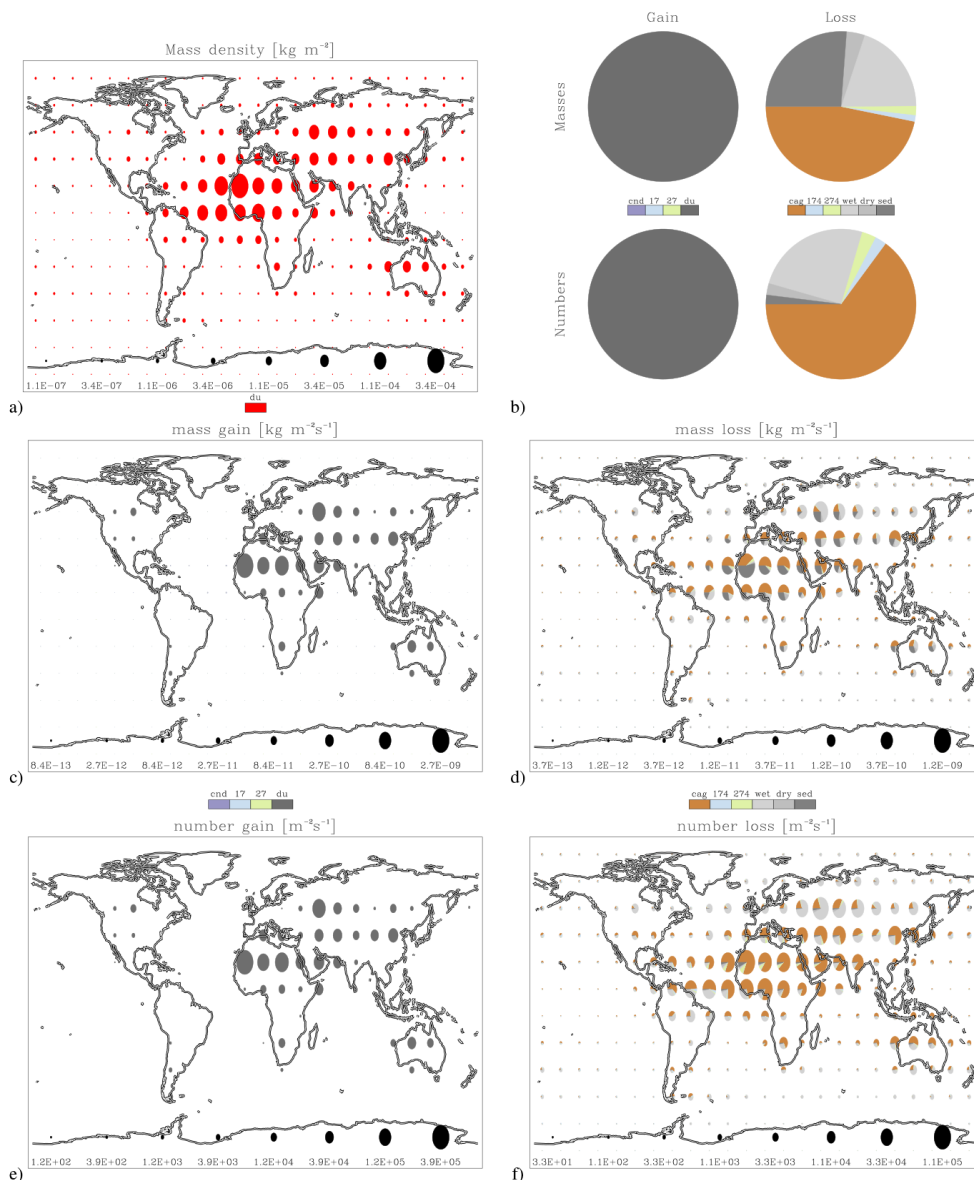 Mass density [kg m⁻²]
1.1E-07 3.4E-07 1.1E-06 3.4E-06 1.1E-05 3.4E-05 1.1E-04 3.4E-04
du
a)
Gain Loss
Masses
cnd 17 27 du
cag 174 274 wet dry sed
Numbers
b)
mass gain [kg m⁻²s⁻¹]
8.4E-13 2.7E-12 8.4E-12 2.7E-11 8.4E-11 2.7E-10 8.4E-10 2.7E-09
c)
cnd 17 27 du
mass loss [kg m⁻²s⁻¹]
3.7E-13 1.2E-12 3.7E-12 1.2E-11 3.7E-11 1.2E-10 3.7E-10 1.2E-09
d)
cag 174 274 wet dry sed
number gain [m⁻²s⁻¹]
1.2E+02 3.9E+02 1.2E+03 3.9E+03 1.2E+04 3.9E+04 1.2E+05 3.9E+05
e)
number loss [m⁻²s⁻¹]
3.3E+01 1.1E+02 3.3E+02 1.1E+03 3.3E+03 1.1E+04 3.3E+04 1.1E+05
f)